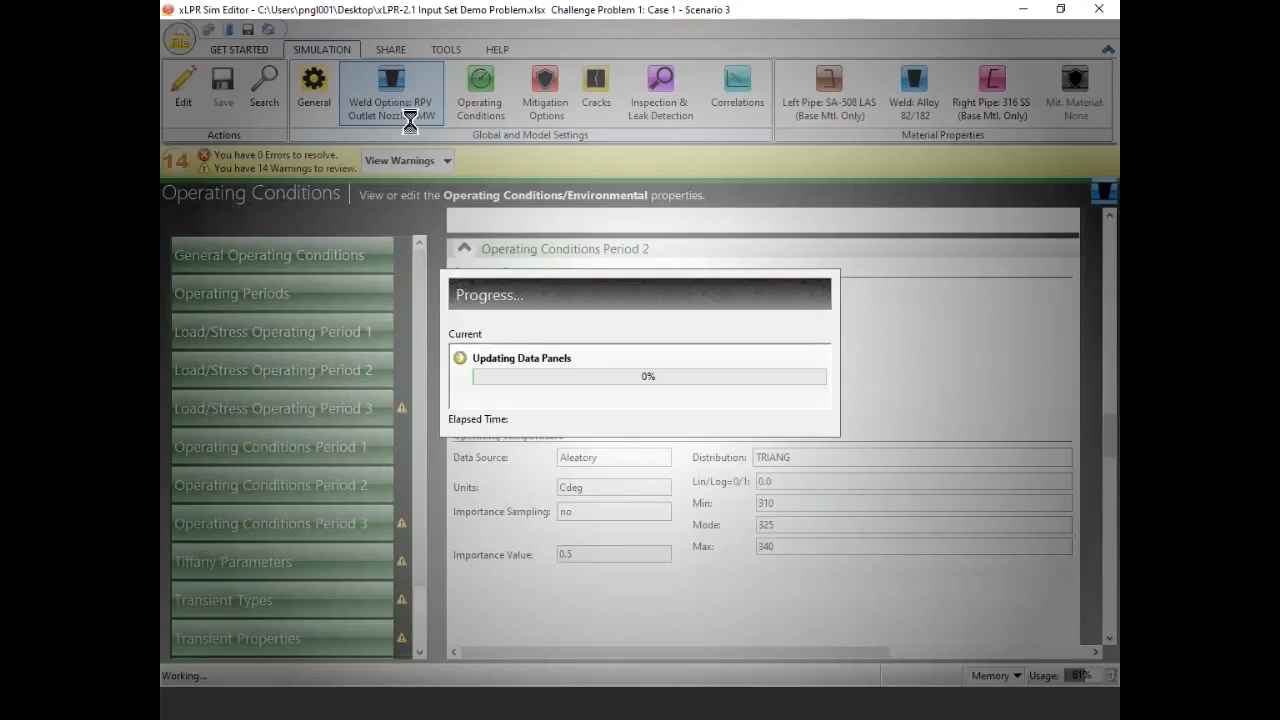 xLPR Sim Editor - C:\Users\pngl001\Desktop\xLPR-2.1 Input Set Demo Problem.xlsx   Challenge Problem 1: Case 1 - Scenario 3
File
GET STARTED SIMULATION SHARE TOOLS HELP
Edit Save Search General Weld Options: RPV Operating Mitigation Cracks Inspection & Correlations Left Pipe: SA-508 LAS Weld: Alloy Right Pipe: 316 SS Mit. Material:
Outlet MW Conditions Options Leak Detection (Base Mtl. Only) 82/182 (Base Mtl. Only) None
Actions Global and Model Settings Material Properties
14
You have 0 Errors to resolve.
You have 14 Warnings to review.
View Warnings
Operating Conditions
View or edit the Operating Conditions/Environmental properties.
General Operating Conditions
Operating Periods
Load/Stress Operating Period 1
Load/Stress Operating Period 2
Load/Stress Operating Period 3
Operating Conditions Period 1
Operating Conditions Period 2
Operating Conditions Period 3
Tiffany Parameters
Transient Types
Transient Properties
Operating Conditions Period 2
Progress...
Current
Updating Data Panels
0%
Elapsed Time:
Data Source: Aleatory Distribution: TRIANG
Units: Cdeg Lin/Log=0/1: 0.0
Importance Sampling: no Min: 310
Mode: 325
Importance Value: 0.5 Max: 340
Working...
Memory Usage: 61%